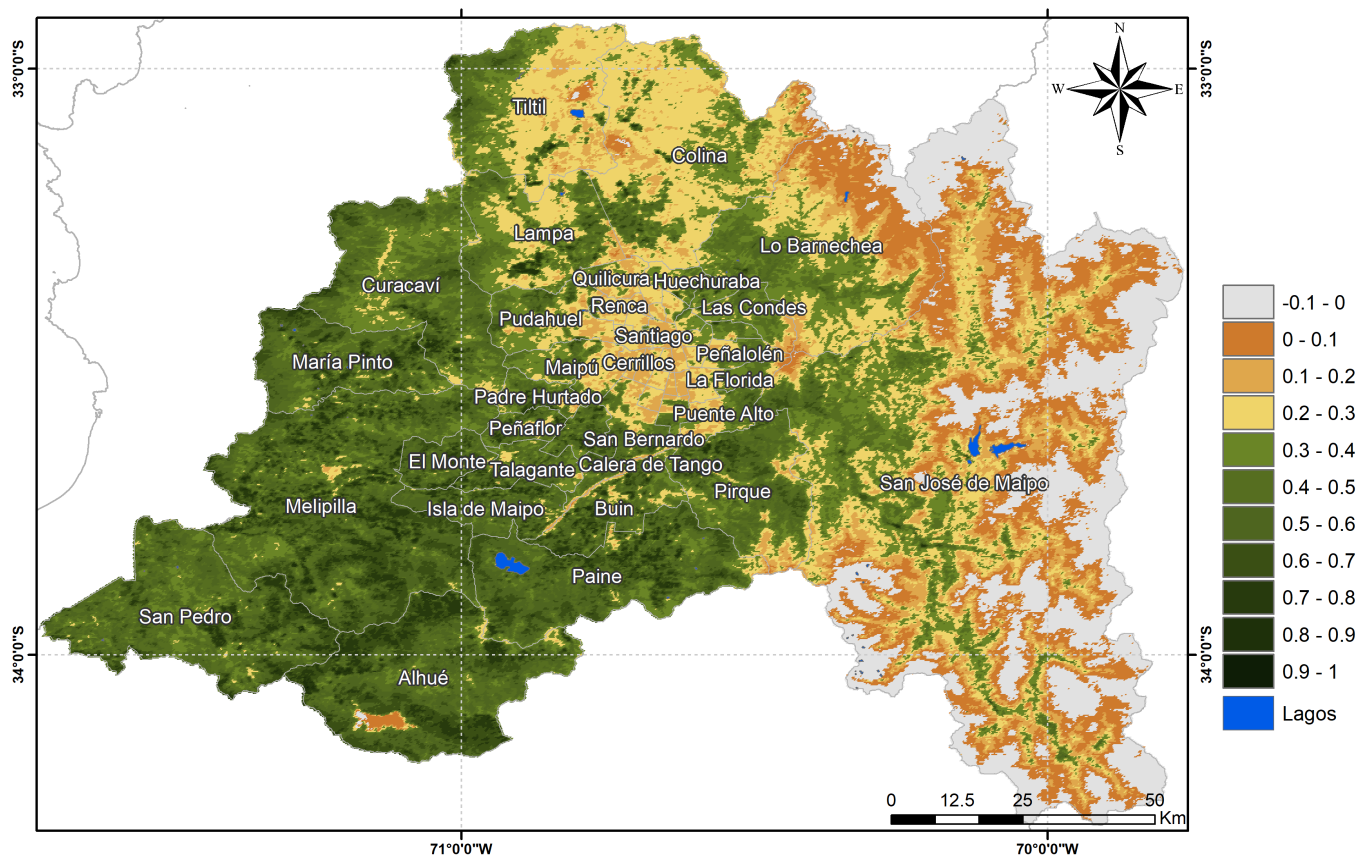 N
W E
S
33°0'0"S
33°0'0"S
Tiltil
Colina
Lampa
Lo Barnechea
Curacaví
Quilicura Huechuraba
Renca
Las Condes
Pudahuel
Santiago
María Pinto
Peñalolén
Maipú Cerrillos
La Florida
Padre Hurtado
Puente Alto
Peñaflor
San Bernardo
El Monte
Talagante Calera de Tango
San José de Maipo
Pirque
Melipilla
Isla de Maipo
Buin
Paine
San Pedro
Alhué
34°0'0"S
34°0'0"S
0 12.5 25 50
Km
71°0'0"W
70°0'0"W
-0.1 - 0
0 - 0.1
0.1 - 0.2
0.2 - 0.3
0.3 - 0.4
0.4 - 0.5
0.5 - 0.6
0.6 - 0.7
0.7 - 0.8
0.8 - 0.9
0.9 - 1
Lagos